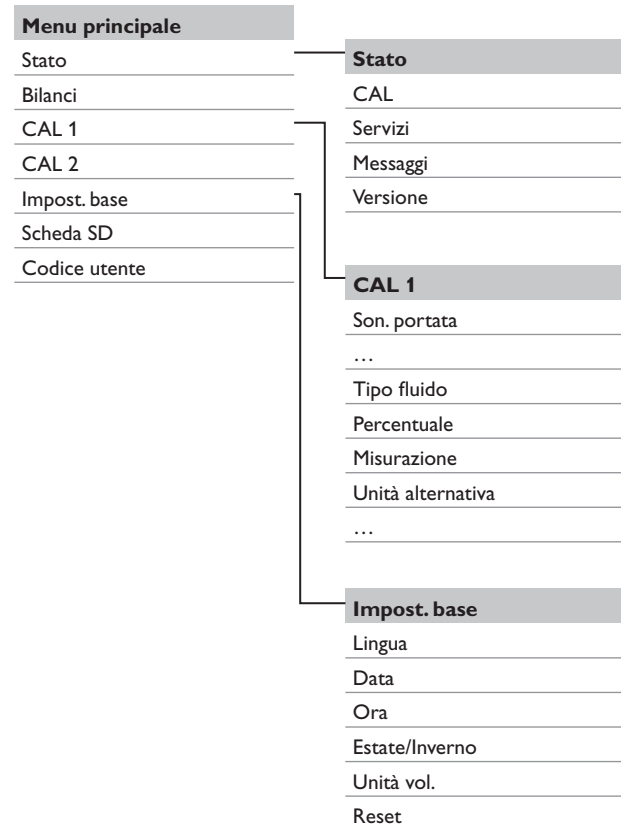 Menu principale
Stato
Bilanci
CAL 1
CAL 2
Impost. base
Scheda SD
Codice utente
Stato
CAL
Servizi
Messaggi
Versione
CAL 1
Son. portata
…
Tipo fluido
Percentuale
Misurazione
Unità alternativa
…
Impost. base
Lingua
Data
Ora
Estate/Inverno
Unità vol.
Reset